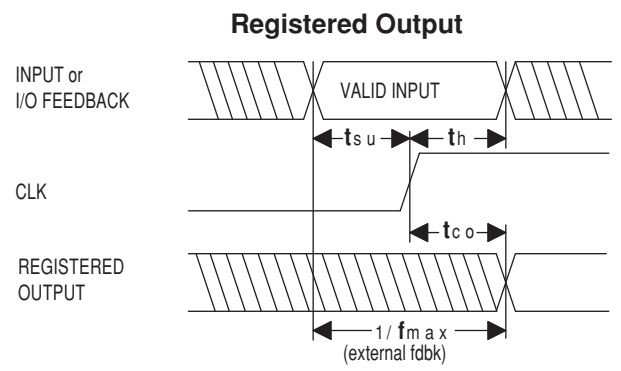 Registered Output
INPUT or
I/O FEEDBACK
VALID INPUT
tsu
th
CLK
tco
REGISTERED
OUTPUT
1/fmax
(external fdbk)